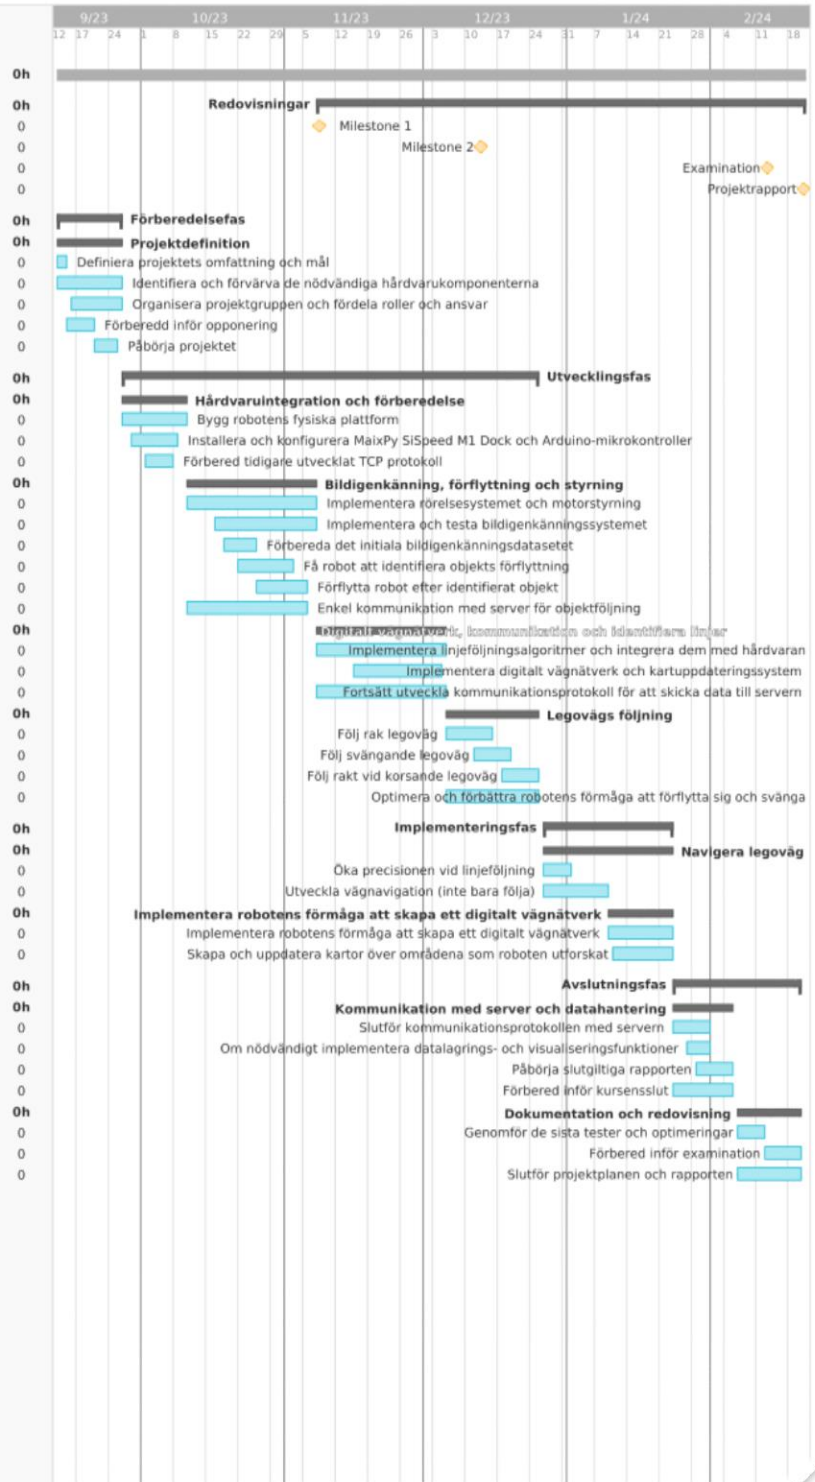 9/23 10/23 11/23 12/23 1/24 2/24
12 17 24 1 8 15 22 29 5 12 19 26 3 10 17 24 31 7 14 21 28 4 11 18
0h
0h Redovisningar
0 Milestone 1
0 Milestone 2
0 Examination
0 Projektrapport
0h Förberedelsefas
0h Projektdefinition
0 Definiera projektets omfattning och mål
0 Identifiera och förvärva de nödvändiga hårdvarukomponenterna
0 Organisera projektgruppen och fördela roller och ansvar
0 Förberedd inför opponering
0 Påbörja projektet
0h Utvecklingsfas
0h Hårdvaruintegration och förberedelse
0 Bygg robotens fysiska plattform
0 Installera och konfigurera MaixPy SiSpeed M1 Dock och Arduino-mikrokontroller
0 Förbered tidigare utvecklat TCP protokoll
0h Bildigenkänning, förflyttning och styrning
0 Implementera rörelsesystemet och motorstyrning
0 Implementera och testa bildigenkänningssystemet
0 Förbereda det initiala bildigenkänningsdatasetet
0 Få robot att identifiera objekts förflyttning
0 Förflytta robot efter identifierat objekt
0 Enkel kommunikation med server för objektföljning
0h Digitalt vägnätverk, kommunikation och identifiera linjer
0 Implementera linjeföljningsalgoritmer och integrera dem med hårdvaran
0 Implementera digitalt vägnätverk och kartuppdateringssystem
0 Fortsätt utveckla kommunikationsprotokoll för att skicka data till servern
0h Legovägs följning
0 Följ rak legoväg
0 Följ svängande legoväg
0 Följ rakt vid korsande legoväg
0 Optimera och förbättra robotens förmåga att förflytta sig och svänga
0h Implementeringsfas
0h Navigera legoväg
0 Öka precisionen vid linjeföljning
0 Utveckla vägnavigation (inte bara följa)
0h Implementera robotens förmåga att skapa ett digitalt vägnätverk
0 Implementera robotens förmåga att skapa ett digitalt vägnätverk
0 Skapa och uppdatera kartor över områdena som roboten utforskat
0h Avslutningsfas
0h Kommunikation med server och datahantering
0 Slutför kommunikationsprotokollen med servern
0 Om nödvändigt implementera datalagrings- och visualiseringsfunktioner
0 Påbörja slutgiltiga rapporten
0 Förbered inför kursensslut
0h Dokumentation och redovisning
0 Genomför de sista tester och optimeringar
0 Förbered inför examination
0 Slutför projektplanen och rapporten